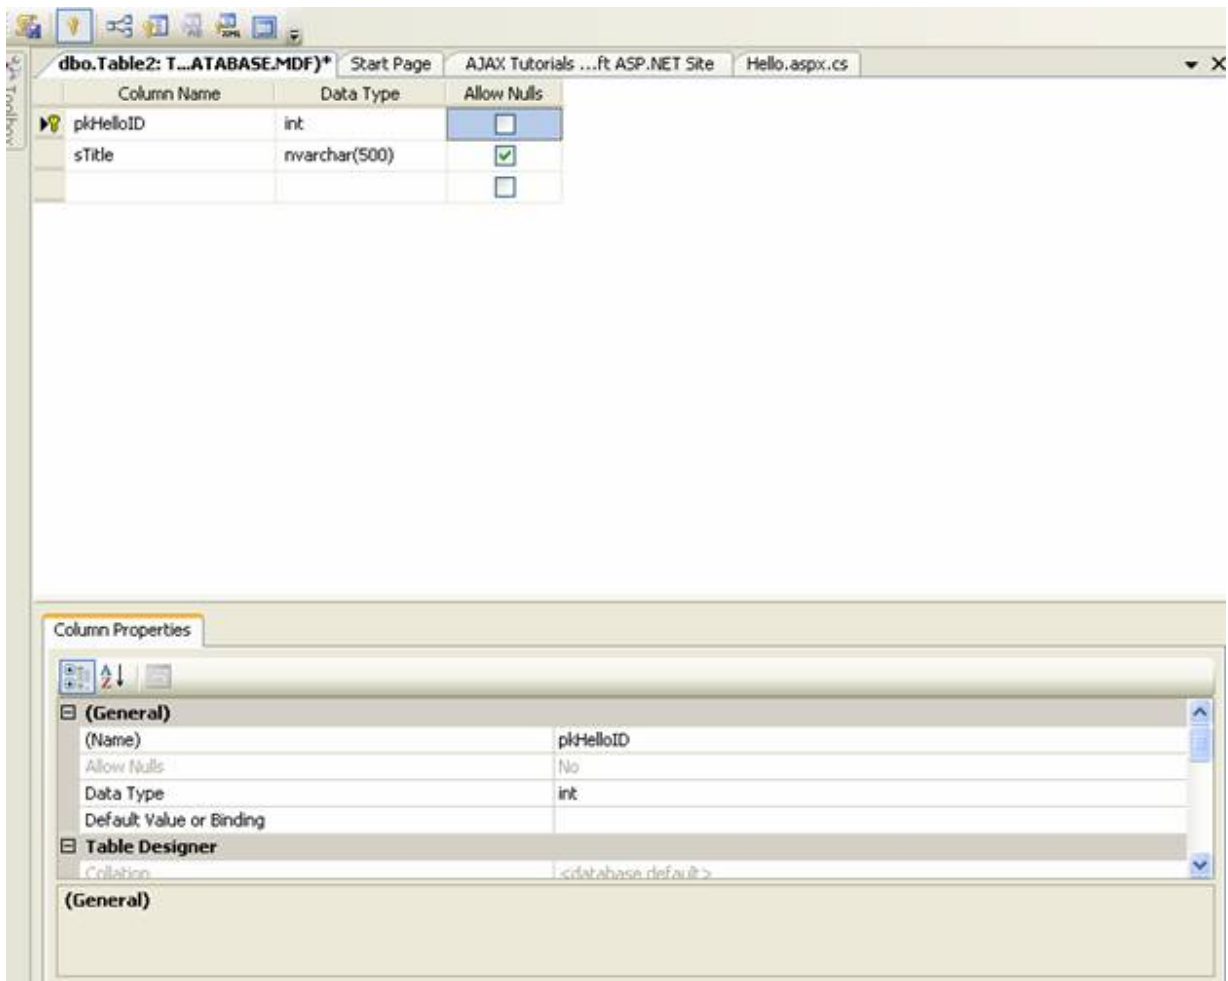 dbo.Table2: T...ATABASE.MDF)* Start Page AJAX Tutorials ...ft ASP.NET Site Hello.aspx.cs
Toolbox
Column Name Data Type Allow Nulls
pkHelloID int
sTitle nvarchar(500)
Column Properties
(General)
(Name) pkHelloID
Allow Nulls No
Data Type int
Default Value or Binding
Table Designer
Collation <database default>
(General)